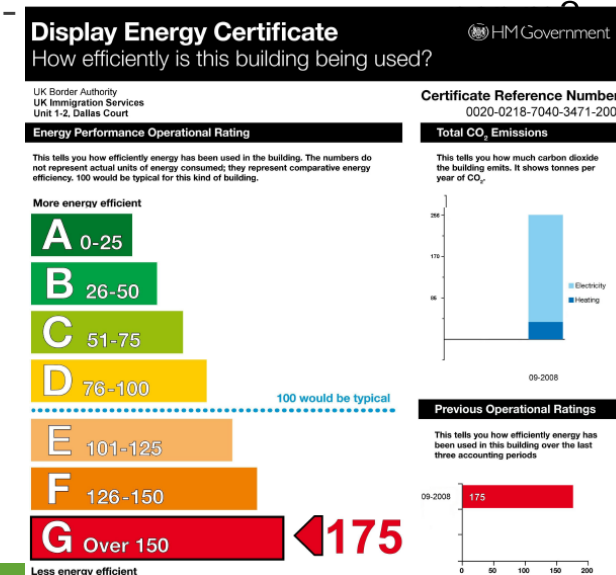 Display Energy Certificate
How efficiently is this building being used?
HM Government
UK Border Authority
UK Immigration Services
Unit 1-2, Dallas Court
Certificate Reference Number
0020-0218-7040-3471-200
Energy Performance Operational Rating
This tells you how efficiently energy has been used in the building. The numbers do
not represent actual units of energy consumed; they represent comparative energy
efficiency. 100 would be typical for this kind of building.
More energy efficient
A 0-25
B 26-50
C 51-75
D 76-100
100 would be typical
E 101-125
F 126-150
G Over 150
175
Less energy efficient
Total CO₂ Emissions
This tells you how much carbon dioxide
the building emits. It shows tonnes per
year of CO₂.
170
Electricity
Heating
09-2008
Previous Operational Ratings
This tells you how efficiently energy has
been used in this building over the last
three accounting periods
09-2008 175
0 50 100 150 200